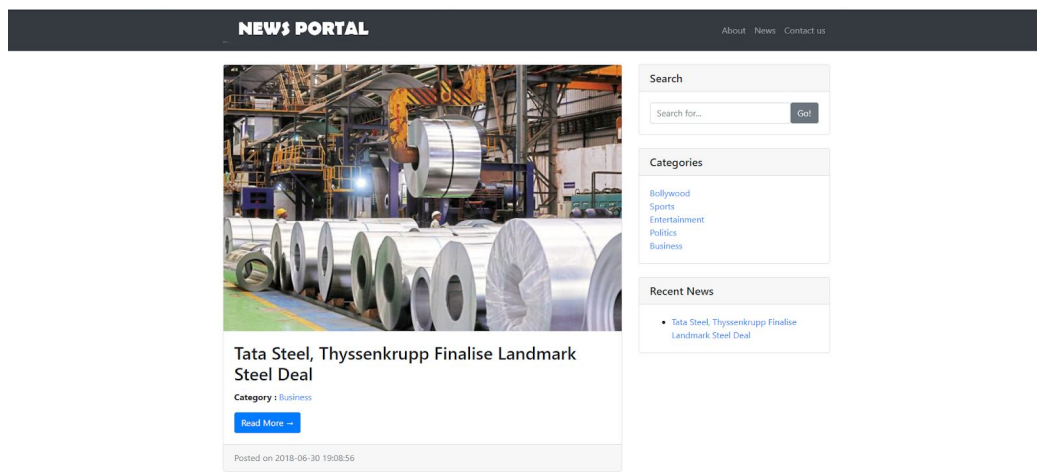 NEWS PORTAL
About News Contact us
Search
Search for...
Go!
Categories
Bollywood
Sports
Entertainment
Politics
Business
Recent News
Tata Steel, Thyssenkrupp Finalise
Landmark Steel Deal
Tata Steel, Thyssenkrupp Finalise Landmark
Steel Deal
Category : Business
Read More →
Posted on 2018-06-30 19:08:56